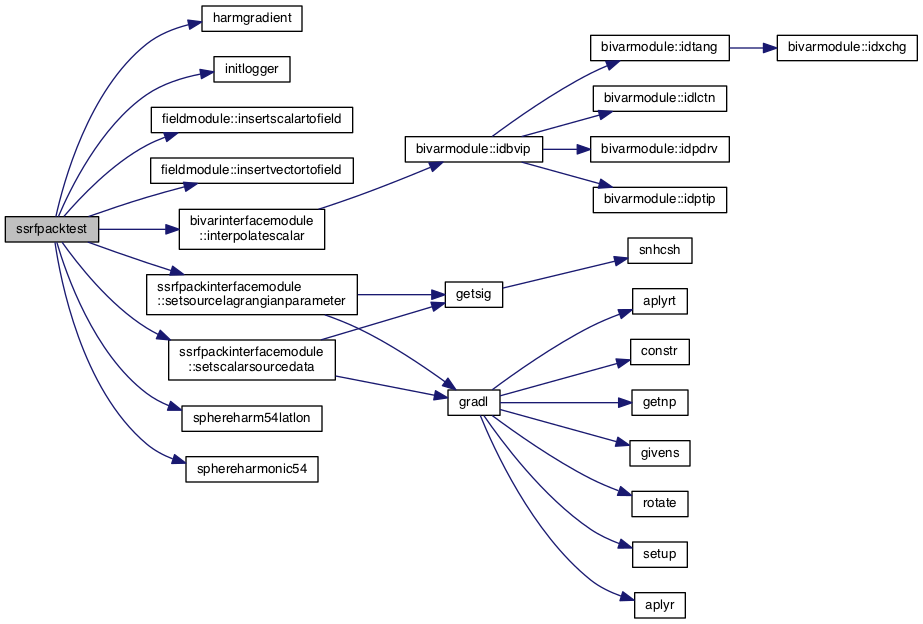 harmgradient
initlogger
fieldmodule::insertscalartofield
fieldmodule::insertvectortofield
ssrfpacktest
bivarinterfacemodule
::interpolatescalar
ssrfpackinterfacemodule
::setsourcelagrangianparameter
ssrfpackinterfacemodule
::setscalarsourcedata
sphereharm54latlon
sphereharmonic54
bivarmodule::idbvip
getsig
gradl
bivarmodule::idtang
bivarmodule::idlctn
bivarmodule::idpdrv
bivarmodule::idptip
snhcsh
aplyrt
constr
getnp
givens
rotate
setup
aplyr
bivarmodule::idxchg